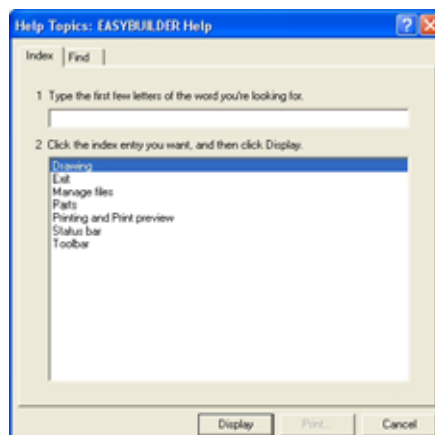 Help Topics: EASYBUILDER Help
Index Find
1 Type the first few letters of the word you're looking for.
2 Click the index entry you want, and then click Display.
Drawing
Exit
Manage files
Parts
Printing and Print preview
Status bar
Toolbar
Display Print... Cancel